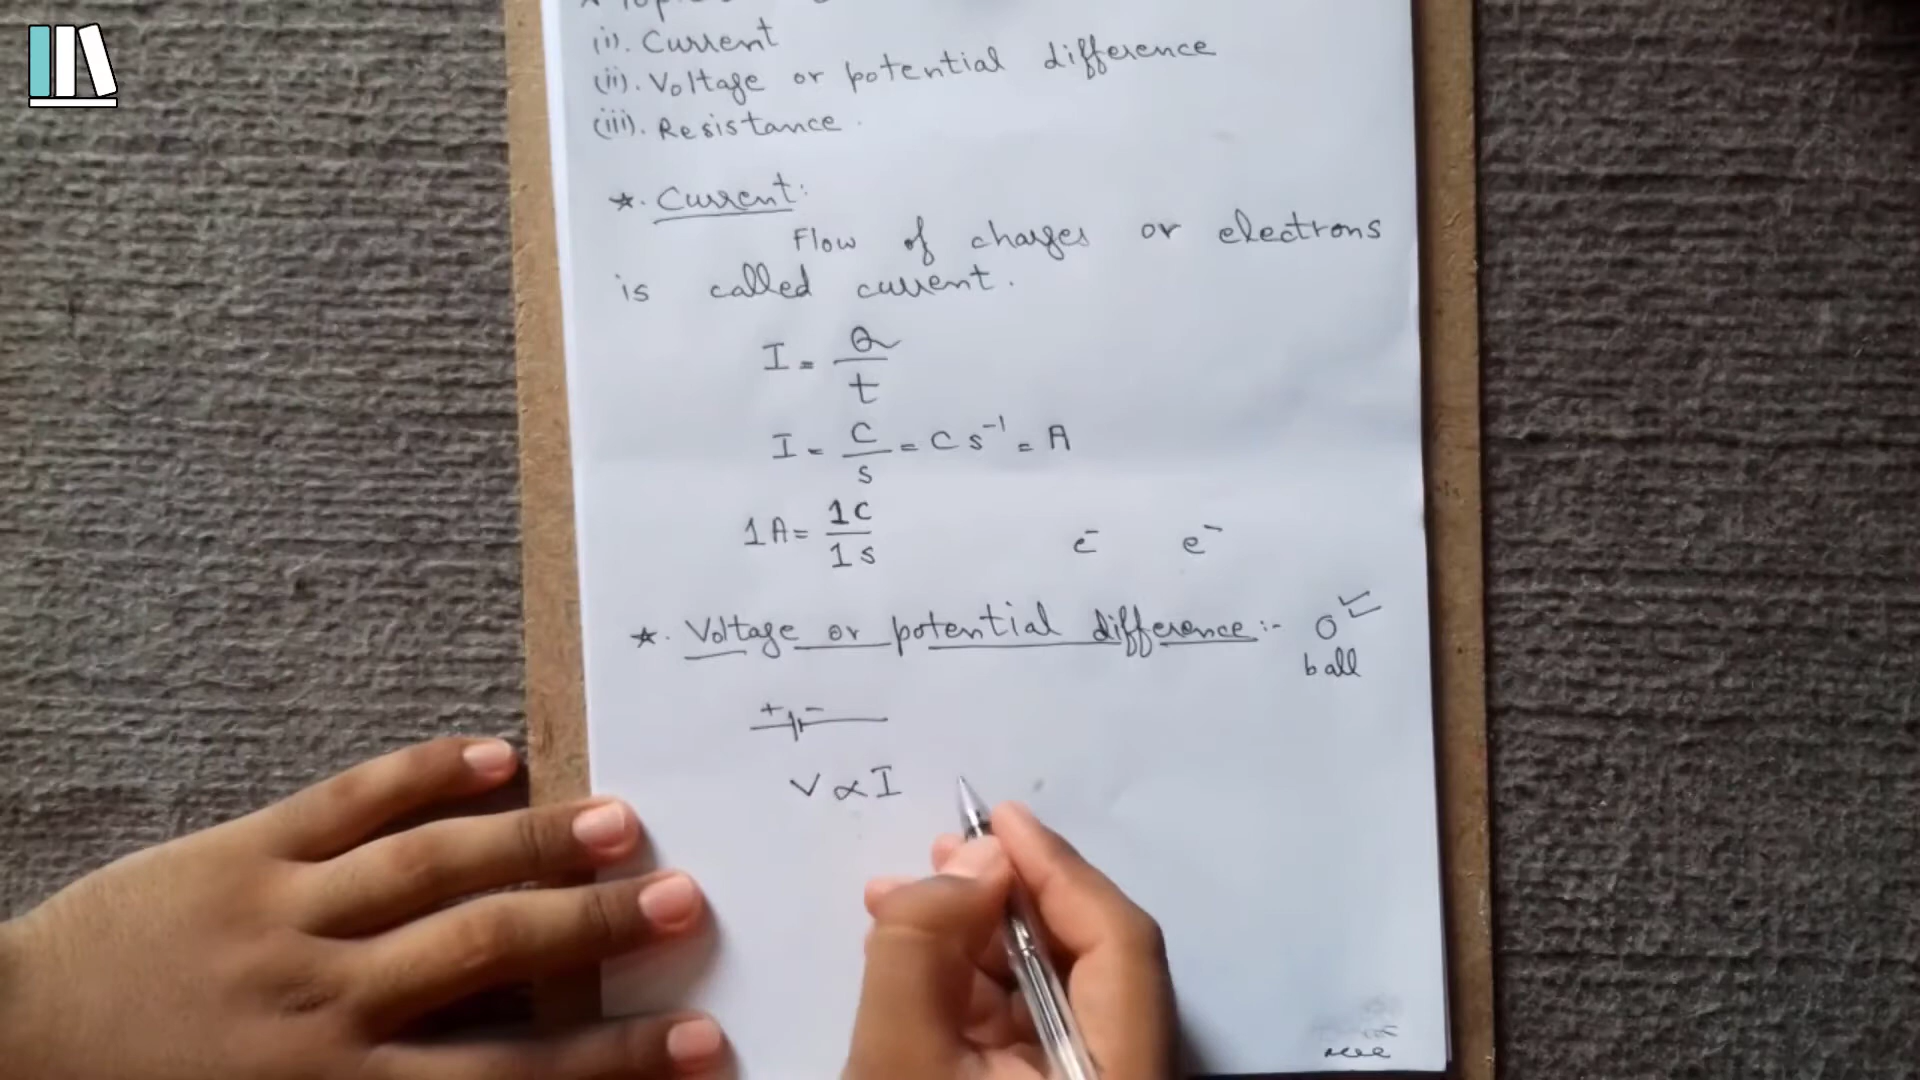 (i). Current
(ii). Voltage or potential difference
(iii). Resistance.
*. Current:
Flow of charges or electrons
is called current.
I = Q/t
I = C/s = C s⁻¹ = A
1A = 1C/1s
e⁻ e⁻
*. Voltage or potential difference:-
ball
+ -
V ∝ I